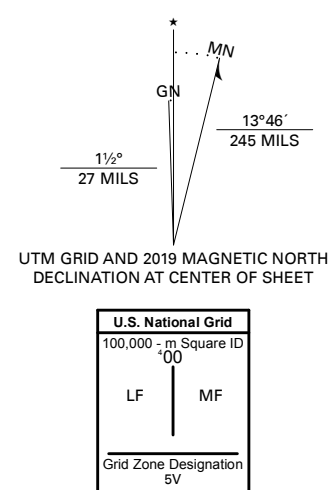 ★
MN
GN
13°46´
245 MILS
1½°
27 MILS
UTM GRID AND 2019 MAGNETIC NORTH
DECLINATION AT CENTER OF SHEET
U.S. National Grid
100,000 - m Square ID
⁴00
LF MF
Grid Zone Designation
5V